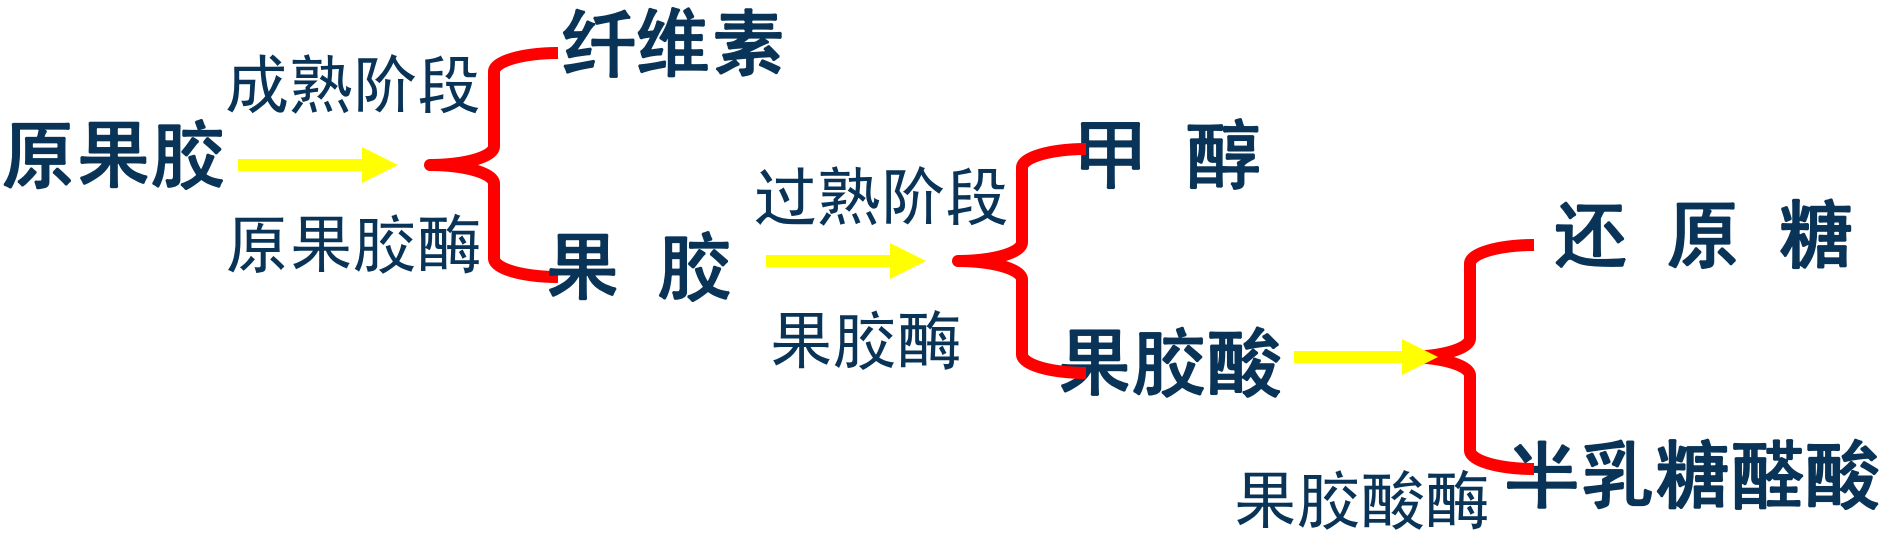 纤维素
成熟阶段
原果胶
原果胶酶
果 胶
过熟阶段
果胶酶
甲 醇
果胶酸
还 原 糖
半乳糖醛酸
果胶酸酶